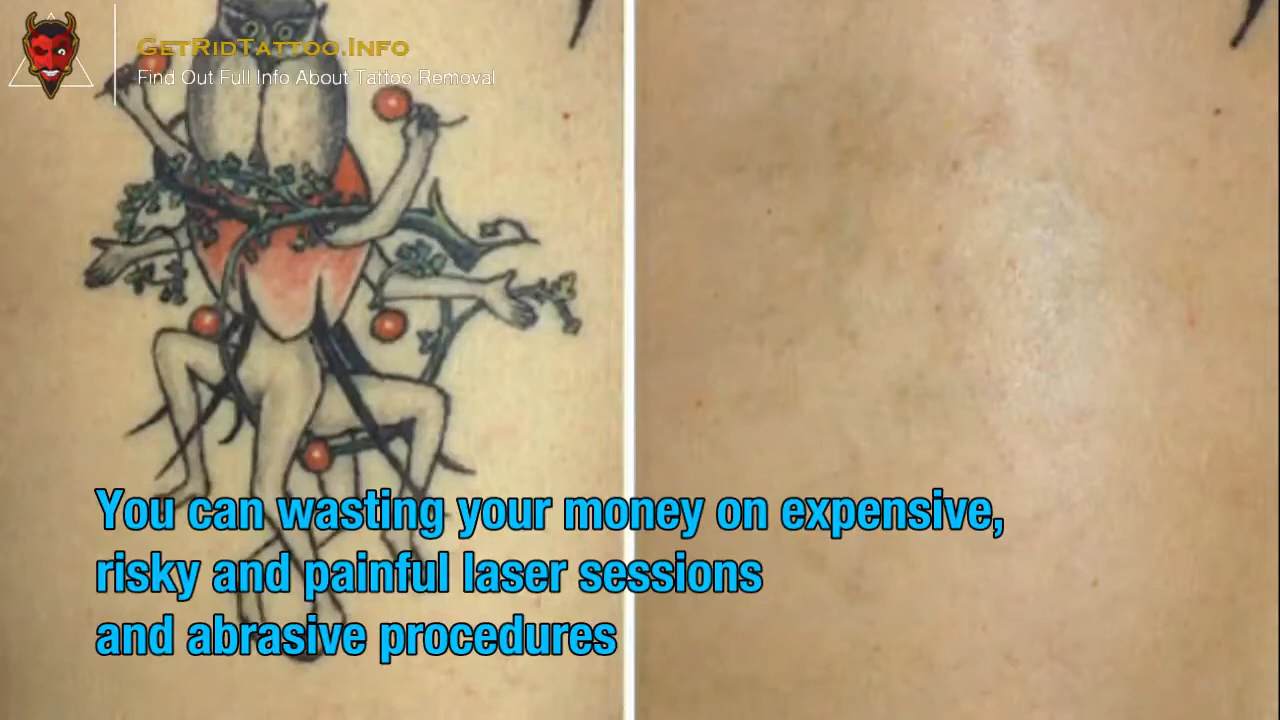 GetRidTattoo.Info
Find Out Full Info About Tattoo Removal
You can wasting your money on expensive,
risky and painful laser sessions
and abrasive procedures